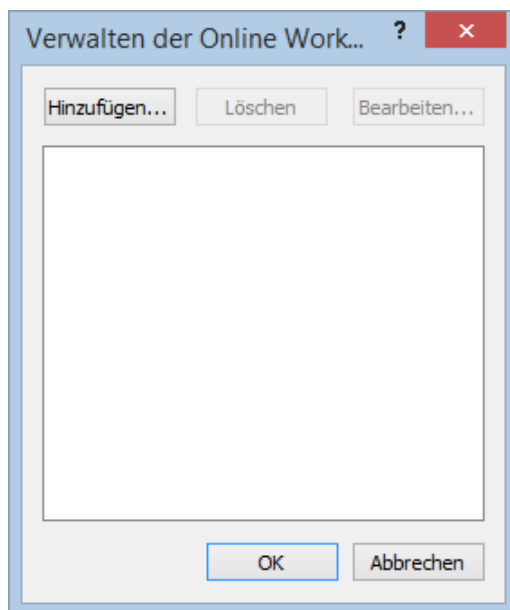 Verwalten der Online Work... ?
Hinzufügen... Löschen Bearbeiten...
OK Abbrechen